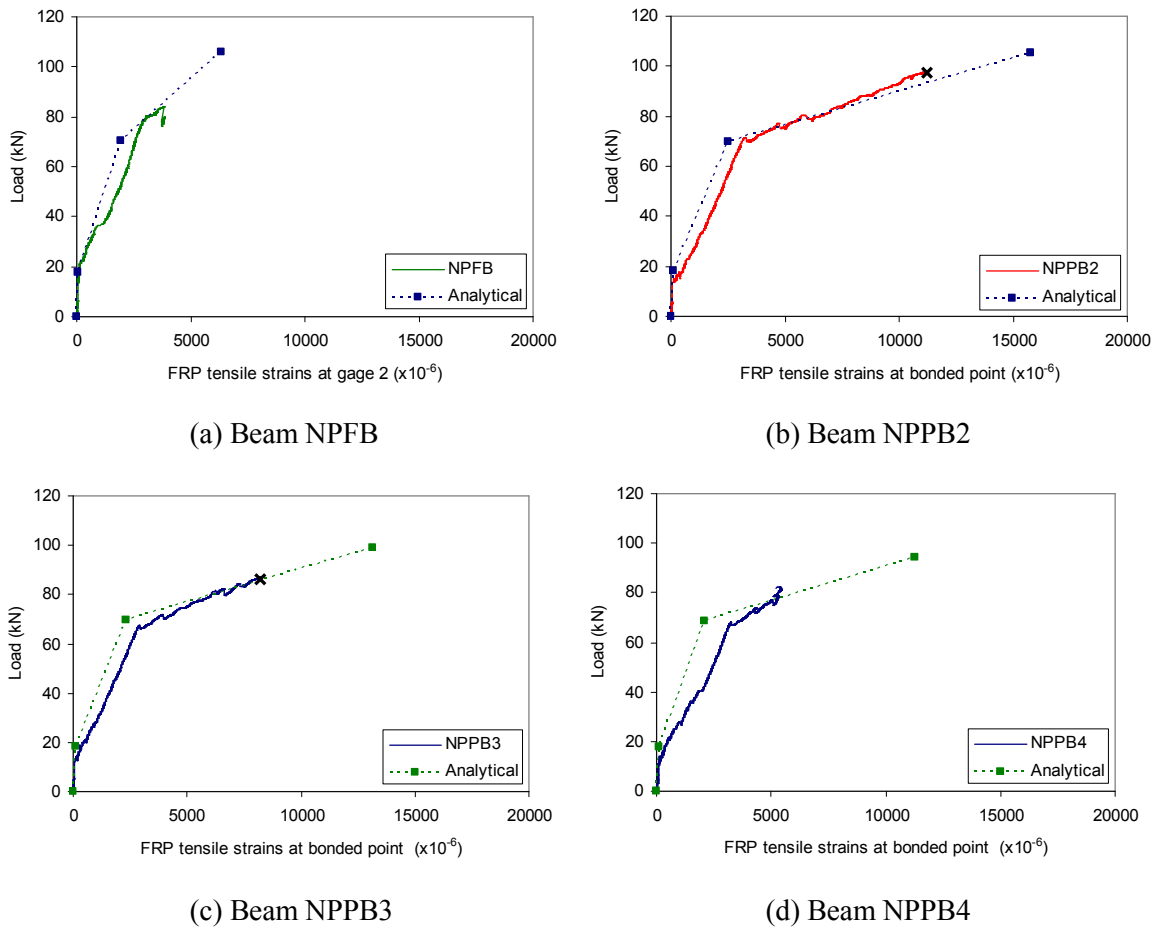 120
100
80
60
40
20
0
Load (kN)
NPFB
Analytical
0 5000 10000 15000 20000
FRP tensile strains at gage 2 (x10-6)
(a) Beam NPFB
120
100
80
60
40
20
0
Load (kN)
NPPB2
Analytical
0 5000 10000 15000 20000
FRP tensile strains at bonded point (x10-6)
(b) Beam NPPB2
120
100
80
60
40
20
0
Load (kN)
NPPB3
Analytical
0 5000 10000 15000 20000
FRP tensile strains at bonded point (x10-6)
(c) Beam NPPB3
120
100
80
60
40
20
0
Load (kN)
NPPB4
Analytical
0 5000 10000 15000 20000
FRP tensile strains at bonded point (x10-6)
(d) Beam NPPB4